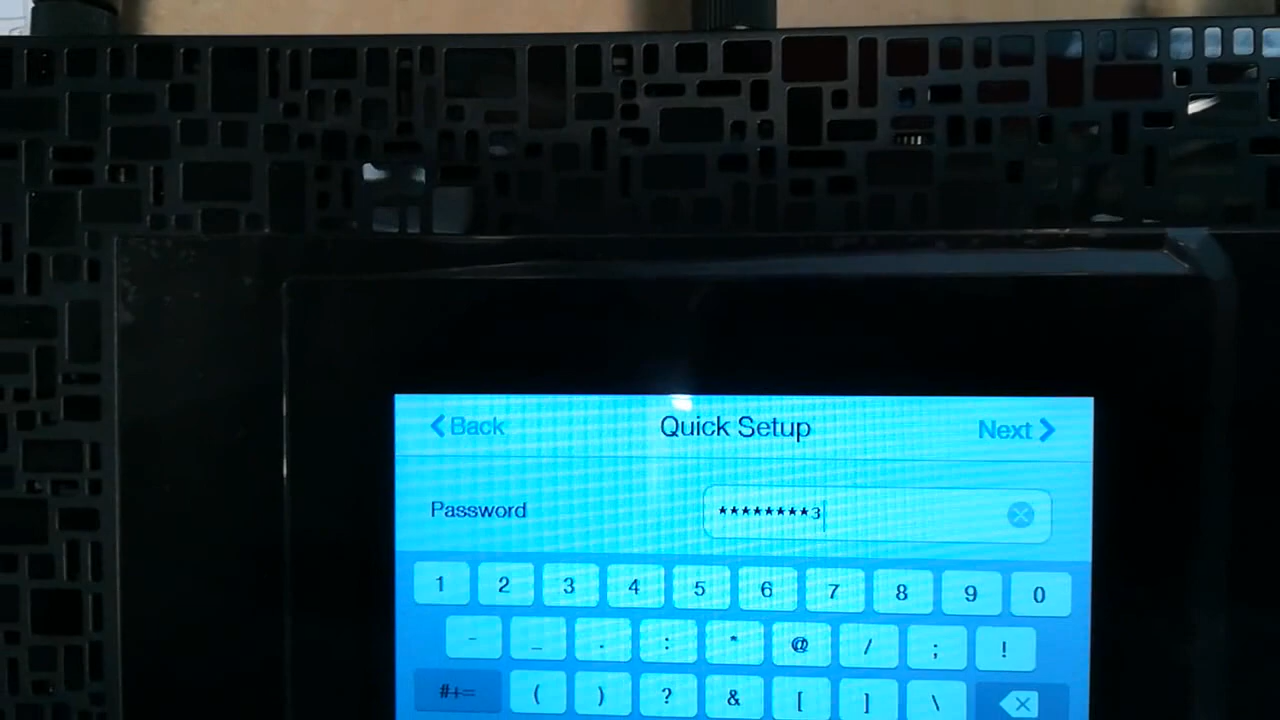 Back Quick Setup Next
Password ********3
1 2 3 4 5 6 7 8 9 0
- _ . : * @ / ; !
#+= ( ) ? & [ ] \